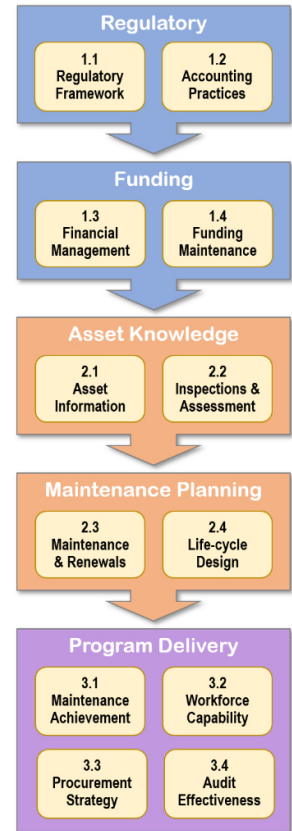 Regulatory
1.1
Regulatory
Framework
1.2
Accounting
Practices
Funding
1.3
Financial
Management
1.4
Funding
Maintenance
Asset Knowledge
2.1
Asset
Information
2.2
Inspections &
Assessment
Maintenance Planning
2.3
Maintenance
& Renewals
2.4
Life-cycle
Design
Program Delivery
3.1
Maintenance
Achievement
3.2
Workforce
Capability
3.3
Procurement
Strategy
3.4
Audit
Effectiveness